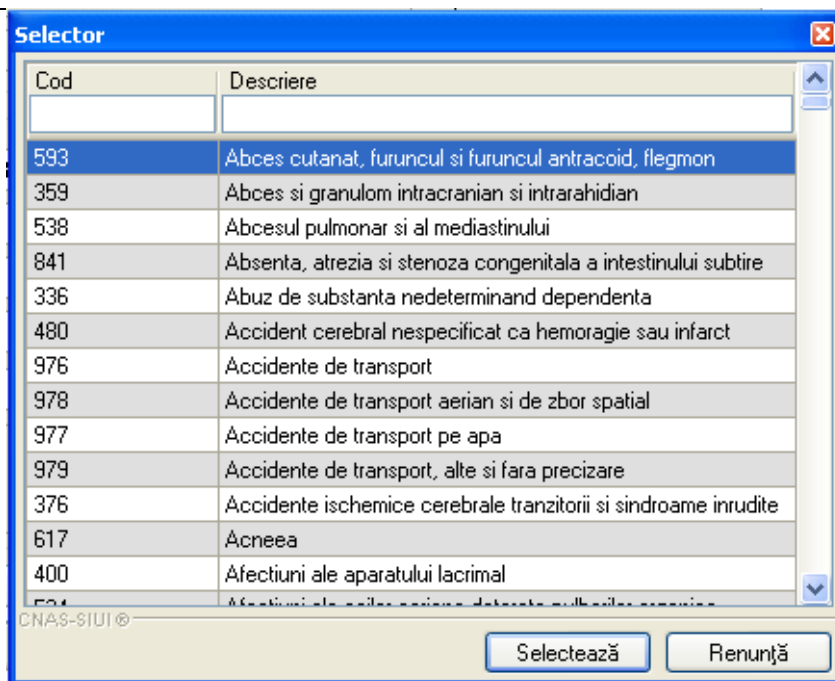 Selector
Cod Descriere
593 Abces cutanat, furuncul si furuncul antracoid, flegmon
359 Abces si granulom intracranian si intrarahidian
538 Abcesul pulmonar si al mediastinului
841 Absenta, atrezia si stenoza congenitala a intestinului subtire
336 Abuz de substanta nedeterminand dependenta
480 Accident cerebral nespecificat ca hemoragie sau infarct
976 Accidente de transport
978 Accidente de transport aerian si de zbor spatial
977 Accidente de transport pe apa
979 Accidente de transport, alte si fara precizare
376 Accidente ischemice cerebrale tranzitorii si sindroame inrudite
617 Acneea
400 Afectiuni ale aparatului lacrimal
CNAS-SIUI®
Selectează Renunţă